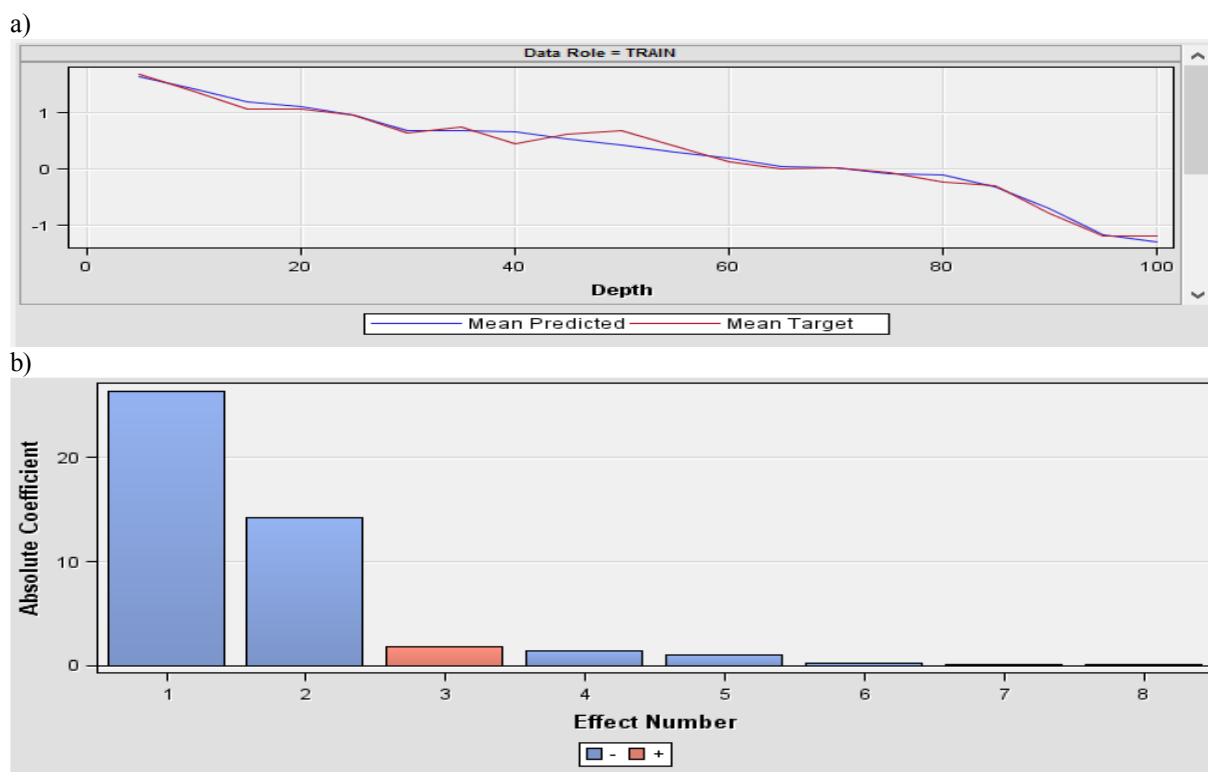 a)
Data Role = TRAIN
1
0
-1
0 20 40 60 80 100
Depth
Mean Predicted Mean Target
b)
Absolute Coefficient
20
10
0
1 2 3 4 5 6 7 8
Effect Number
- +